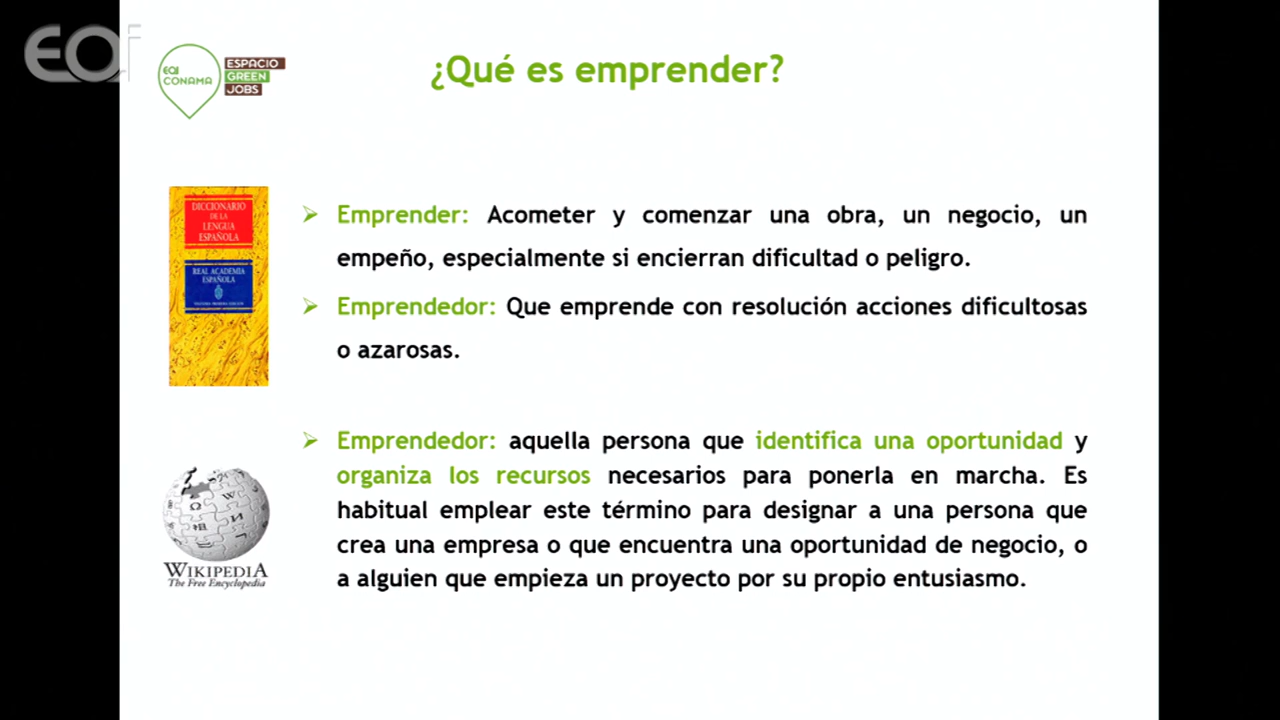 eoi
eoi
CONAMA
ESPACIO
GREEN
JOBS
¿Qué es emprender?
DICCIONARIO
DE LA
LENGUA
ESPAÑOLA
REAL ACADEMIA
ESPAÑOLA
Emprender: Acometer y comenzar una obra, un negocio, un
empeño, especialmente si encierran dificultad o peligro.
Emprendedor: Que emprende con resolución acciones dificultosas
o azarosas.
Emprendedor: aquella persona que identifica una oportunidad y
organiza los recursos necesarios para ponerla en marcha. Es
habitual emplear este término para designar a una persona que
crea una empresa o que encuentra una oportunidad de negocio, o
a alguien que empieza un proyecto por su propio entusiasmo.
WIKIPEDIA
The Free Encyclopedia